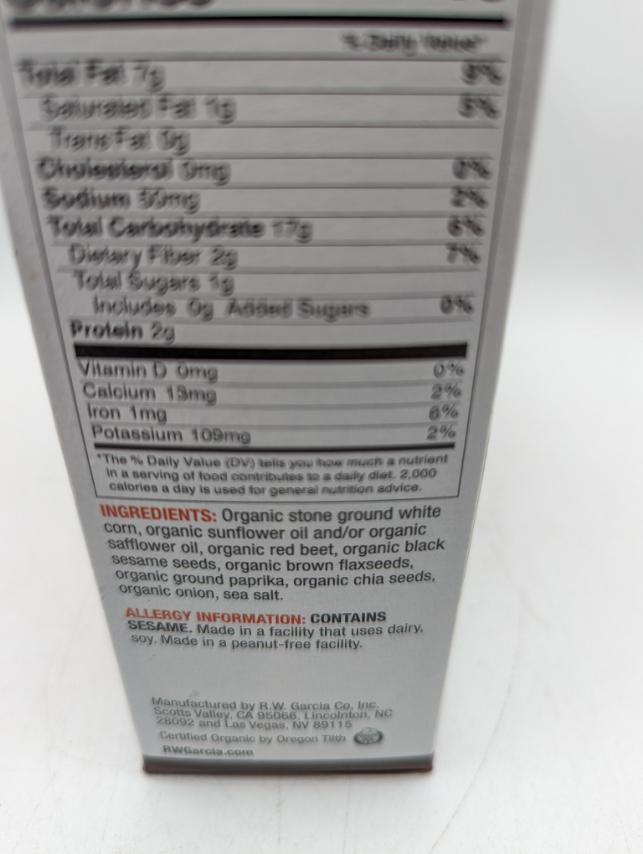 % Daily Value*
Total Fat 7g 9%
Saturated Fat 1g 5%
Trans Fat 0g
Cholesterol 0mg 0%
Sodium 50mg 2%
Total Carbohydrate 17g 6%
Dietary Fiber 2g 7%
Total Sugars 1g
Includes 0g Added Sugars 0%
Protein 2g
Vitamin D 0mg 0%
Calcium 13mg 2%
Iron 1mg 6%
Potassium 109mg 2%
*The % Daily Value (DV) tells you how much a nutrient
in a serving of food contributes to a daily diet. 2,000
calories a day is used for general nutrition advice.
INGREDIENTS: Organic stone ground white
corn, organic sunflower oil and/or organic
safflower oil, organic red beet, organic black
sesame seeds, organic brown flaxseeds,
organic ground paprika, organic chia seeds,
organic onion, sea salt.
ALLERGY INFORMATION: CONTAINS
SESAME. Made in a facility that uses dairy,
soy. Made in a peanut-free facility.
Manufactured by R.W. Garcia Co. Inc.
Scotts Valley, CA 95066, Lincolnton, NC
28092 and Las Vegas, NV 89115
Certified Organic by Oregon Tilth
RWGarcia.com